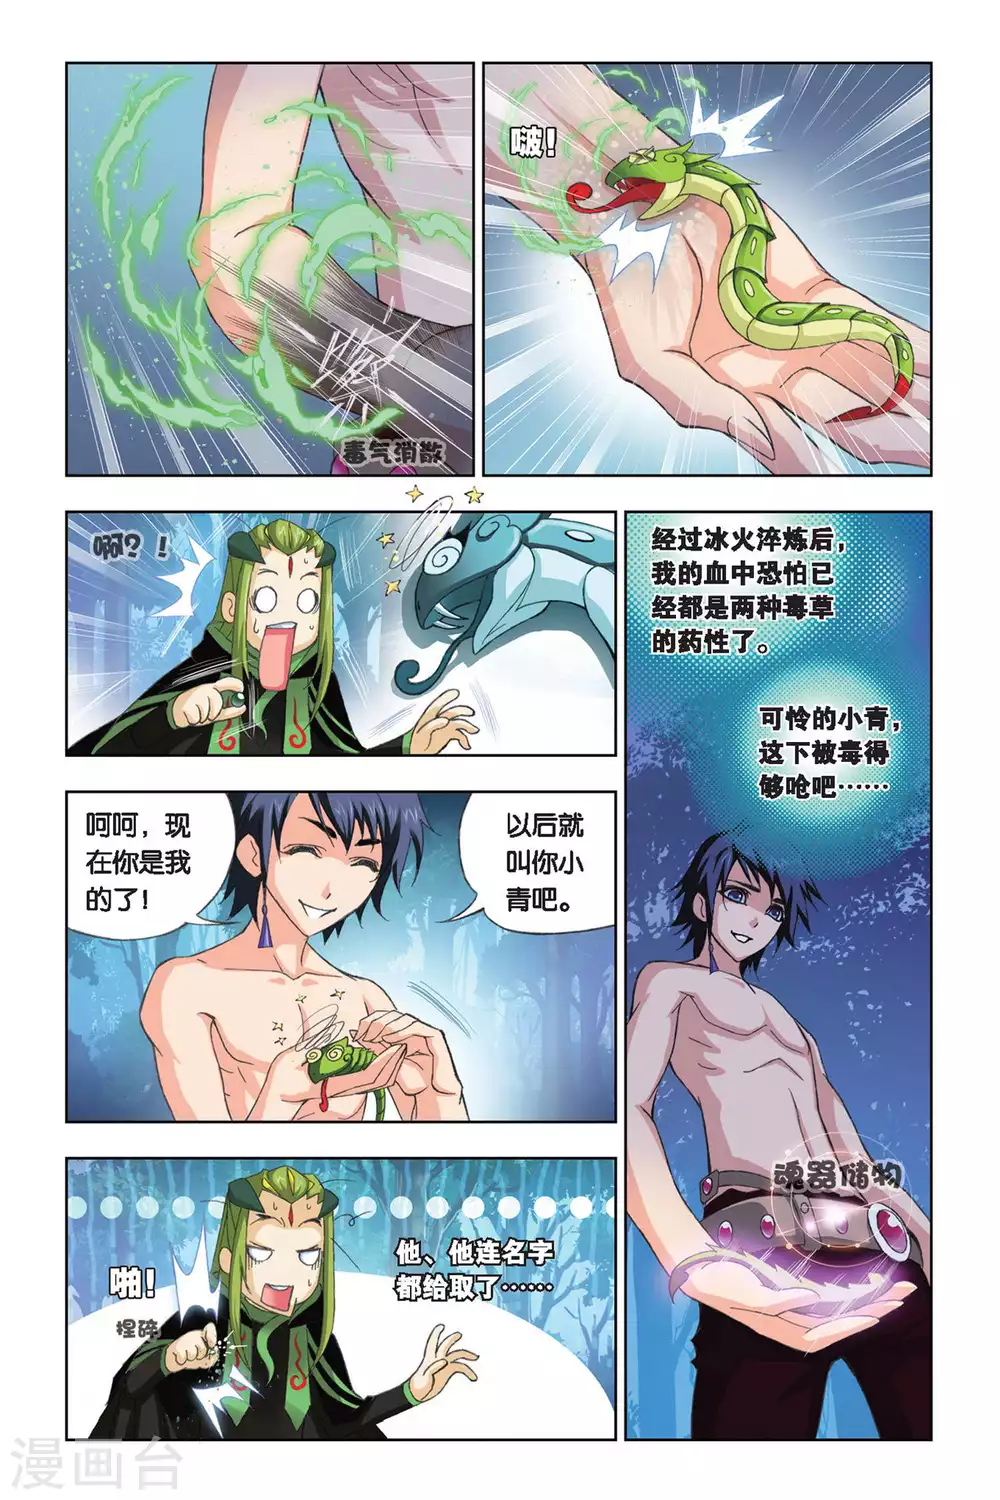 毒气消散
啵！
啊？！
经过冰火淬炼后，
我的血中恐怕已
经都是两种毒草
的药性了。
可怜的小青，
这下被毒得
够呛吧……
呵呵，现
在你是我
的了！
以后就
叫你小
青吧。
魂器储物
啪！
捏碎
他、他连名字
都给取了……
漫画台